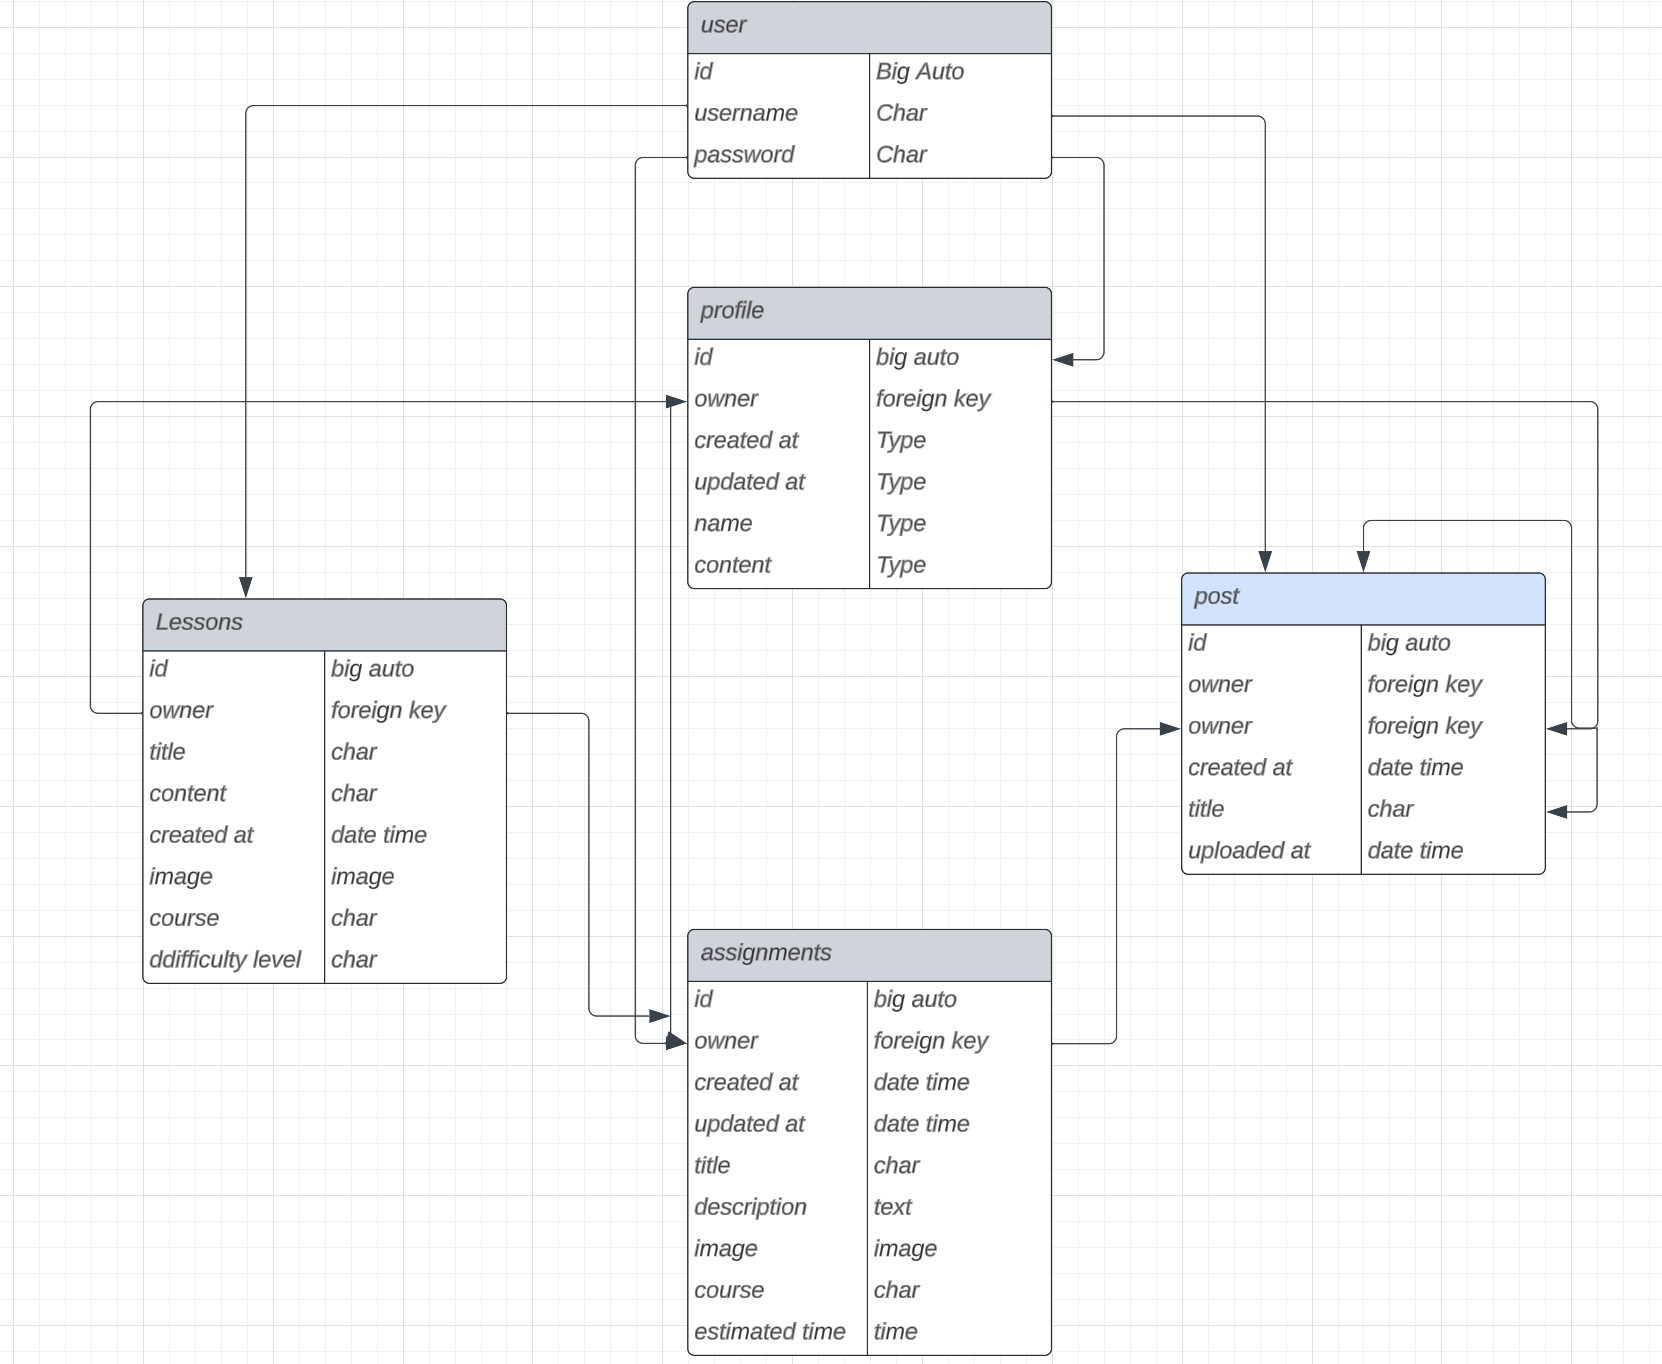 user
id Big Auto
username Char
password Char
profile
id big auto
owner foreign key
created at Type
updated at Type
name Type
content Type
Lessons
id big auto
owner foreign key
title char
content char
created at date time
image image
course char
ddifficulty level char
post
id big auto
owner foreign key
owner foreign key
created at date time
title char
uploaded at date time
assignments
id big auto
owner foreign key
created at date time
updated at date time
title char
description text
image image
course char
estimated time time